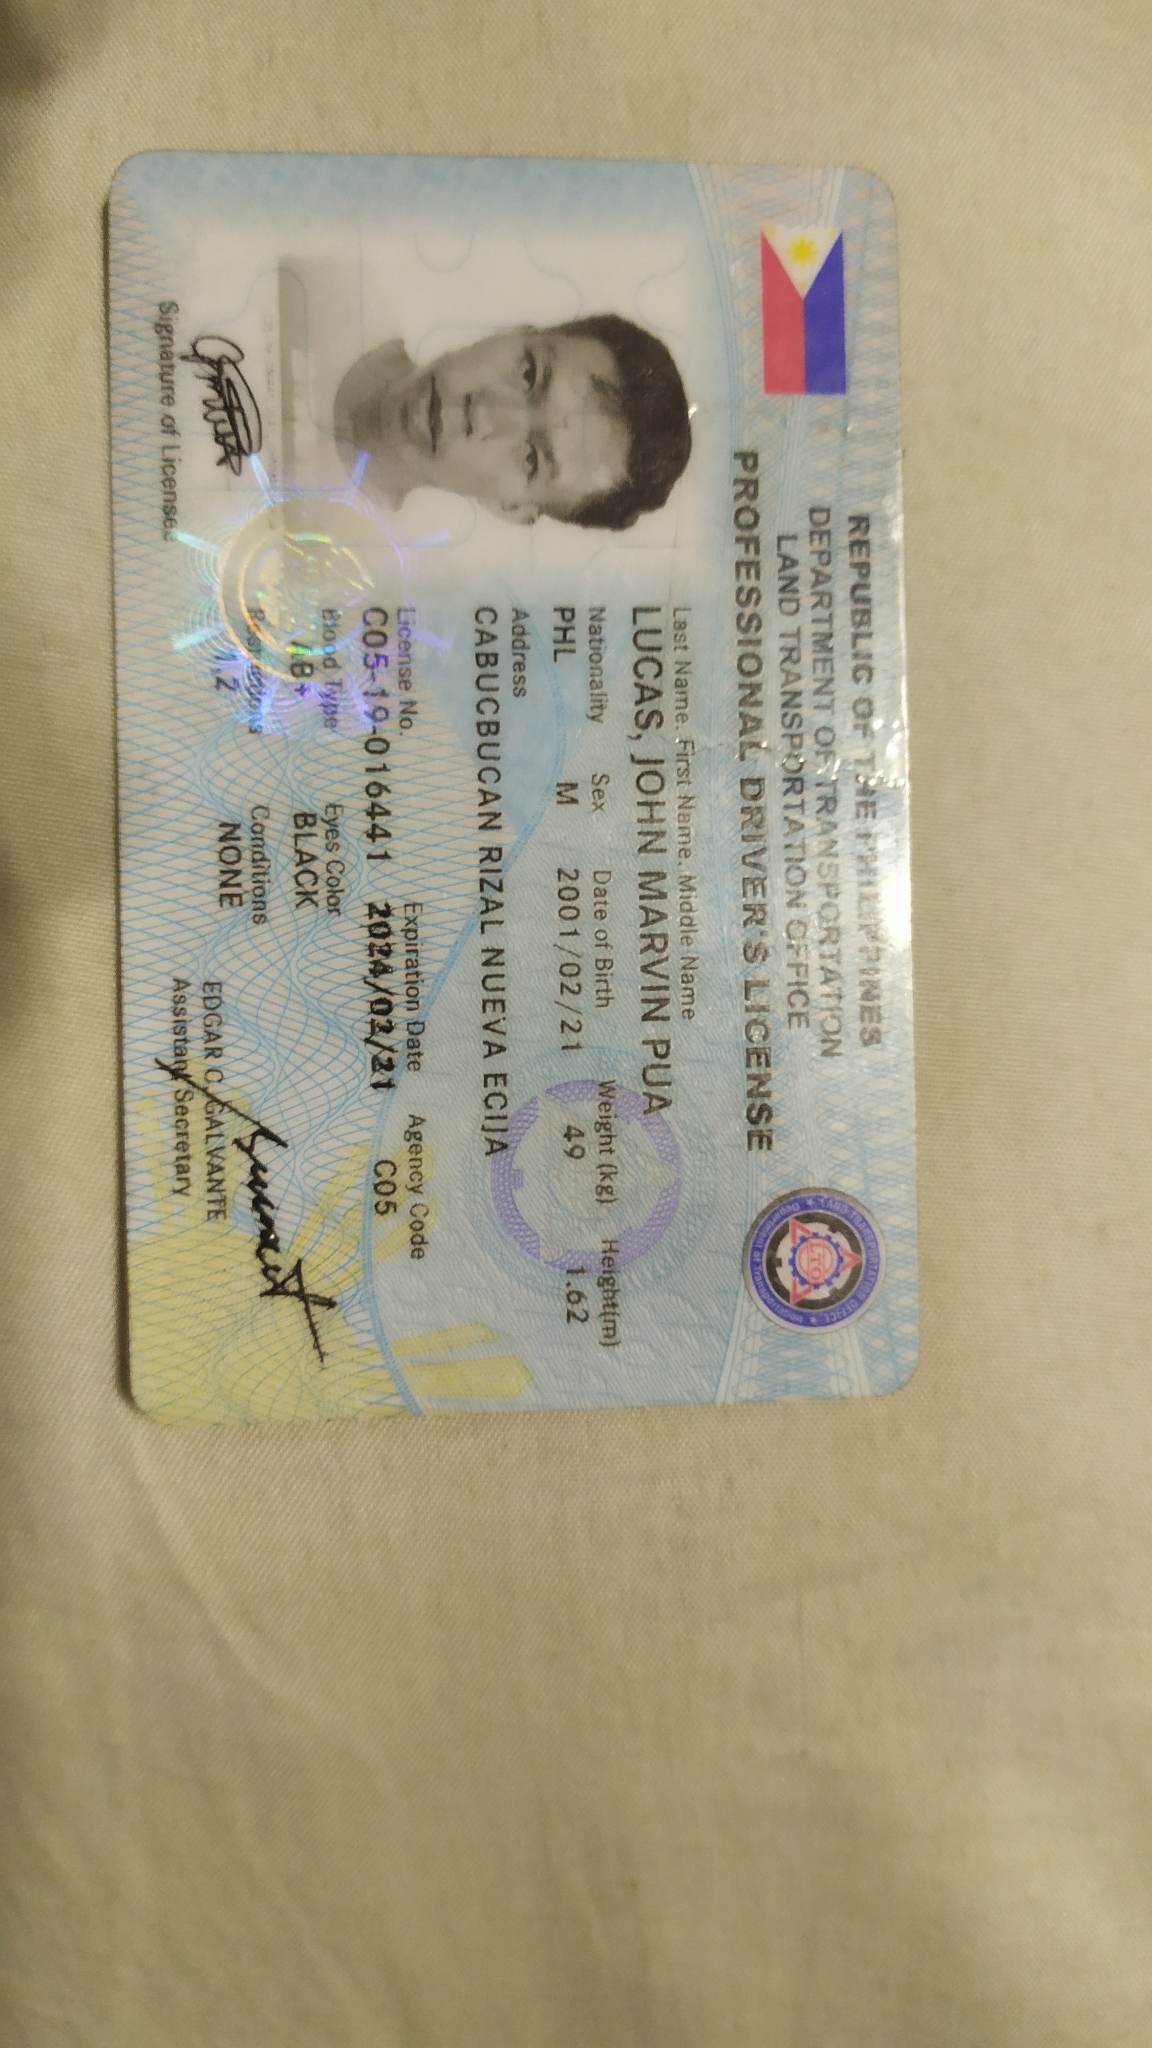 REPUBLIC OF THE PHILIPPINES
DEPARTMENT OF TRANSPORTATION
LAND TRANSPORTATION OFFICE
PROFESSIONAL DRIVER'S LICENSE
LTO
Last Name. First Name. Middle Name
LUCAS, JOHN MARVIN PUA
Nationality Sex Date of Birth Weight (kg) Height(m)
PHL M 2001/02/21 49 1.62
Address
CABUCBUCAN RIZAL NUEVA ECIJA
License No. Expiration Date Agency Code
C05-19-016441 2024/02/21 C05
Blood Type Eyes Color
BLACK
Conditions
1,2 NONE
EDGAR C. GALVANTE
Assistant Secretary
Signature of Licensee